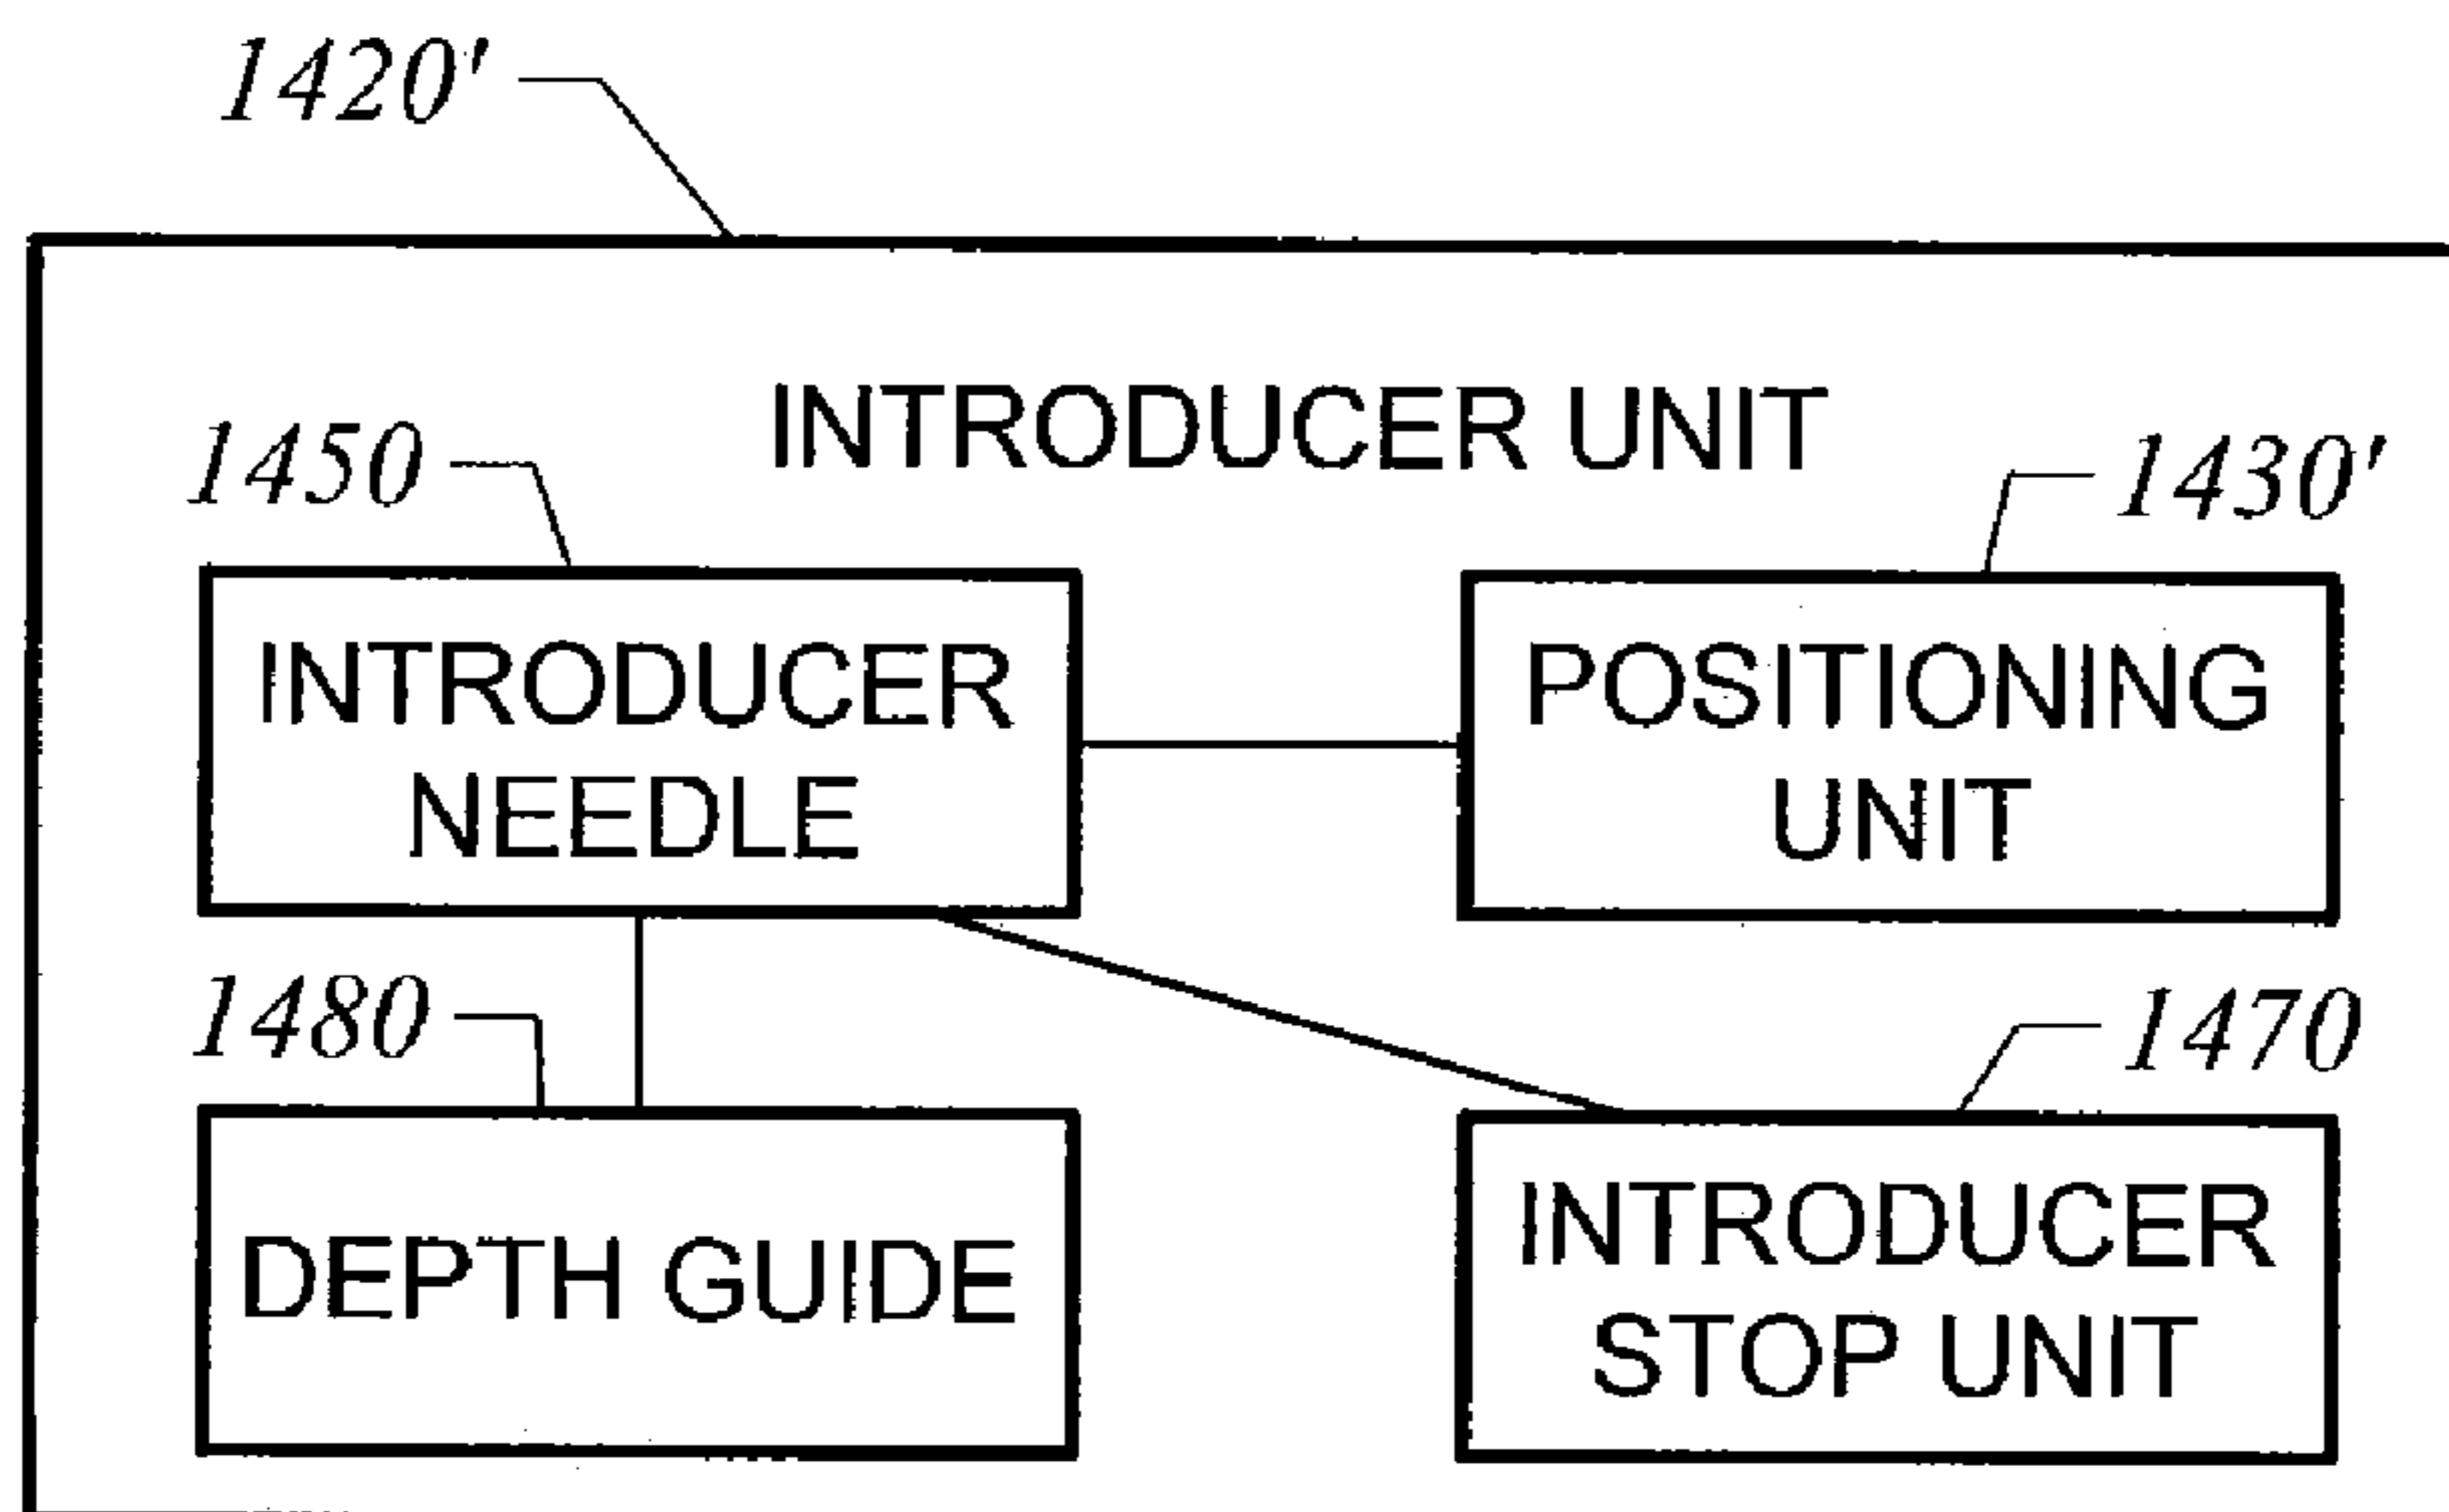 1420'
INTRODUCER UNIT
1450
1430'
INTRODUCER
NEEDLE
POSITIONING
UNIT
1480
1470
DEPTH GUIDE
INTRODUCER
STOP UNIT